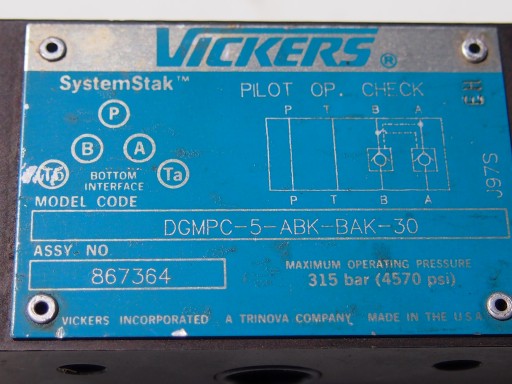 VICKERS®
SystemStak™
PILOT OP. CHECK
P T B A
P
B A
Tb Ta
BOTTOM
INTERFACE
P T B A
J97S
MODEL CODE
DGMPC-5-ABK-BAK-30
ASSY. NO
867364
MAXIMUM OPERATING PRESSURE
315 bar (4570 psi)
VICKERS INCORPORATED A TRINOVA COMPANY MADE IN THE U.S.A.